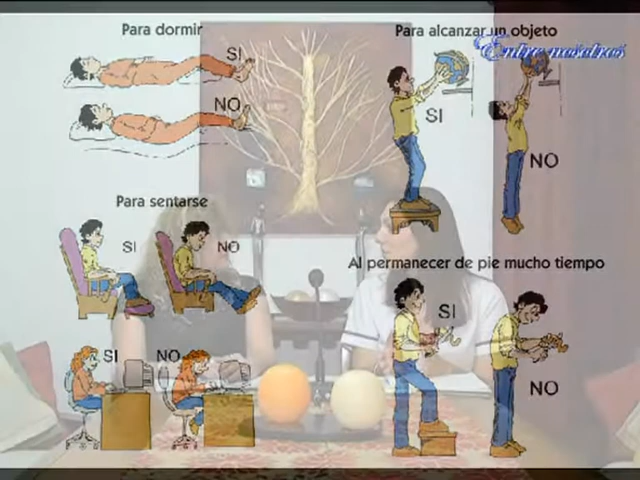 Para dormir
SI
NO
Para alcanzar un objeto
Entre nosotros
SI
NO
Para sentarse
SI
NO
Al permanecer de pie mucho tiempo
SI
NO
SI
NO